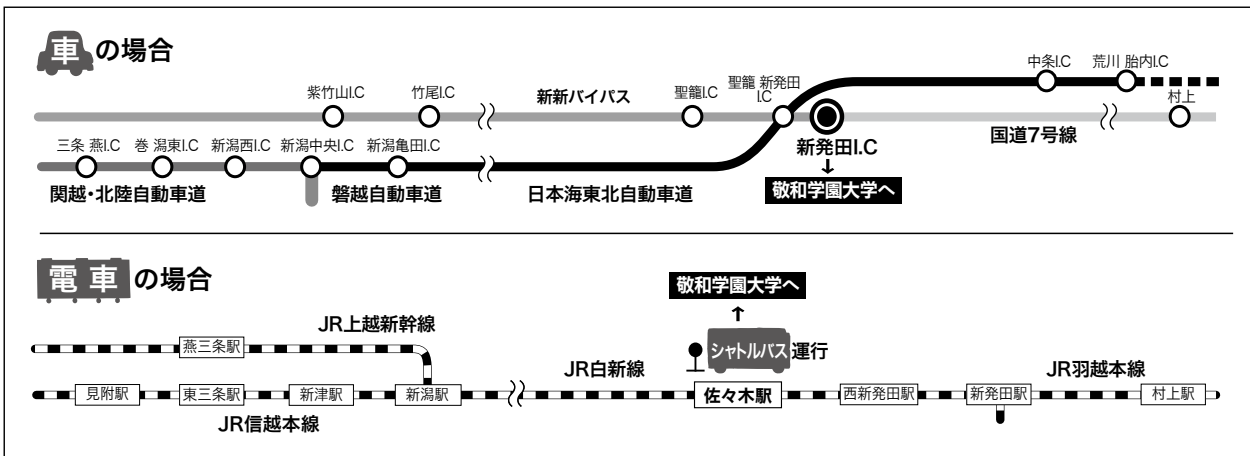 車の場合
中条I.C
荒川 胎内I.C
紫竹山I.C
竹尾I.C
新新バイパス
聖籠I.C
聖籠 新発田
I.C
村上
新発田I.C
国道7号線
三条 燕I.C
巻 潟東I.C
新潟西I.C
新潟中央I.C
新潟亀田I.C
↓
敬和学園大学へ
関越・北陸自動車道
磐越自動車道
日本海東北自動車道
電車の場合
敬和学園大学へ
↑
JR上越新幹線
燕三条駅
シャトルバス運行
JR白新線
JR羽越本線
見附駅
東三条駅
新津駅
新潟駅
佐々木駅
西新発田駅
新発田駅
村上駅
JR信越本線